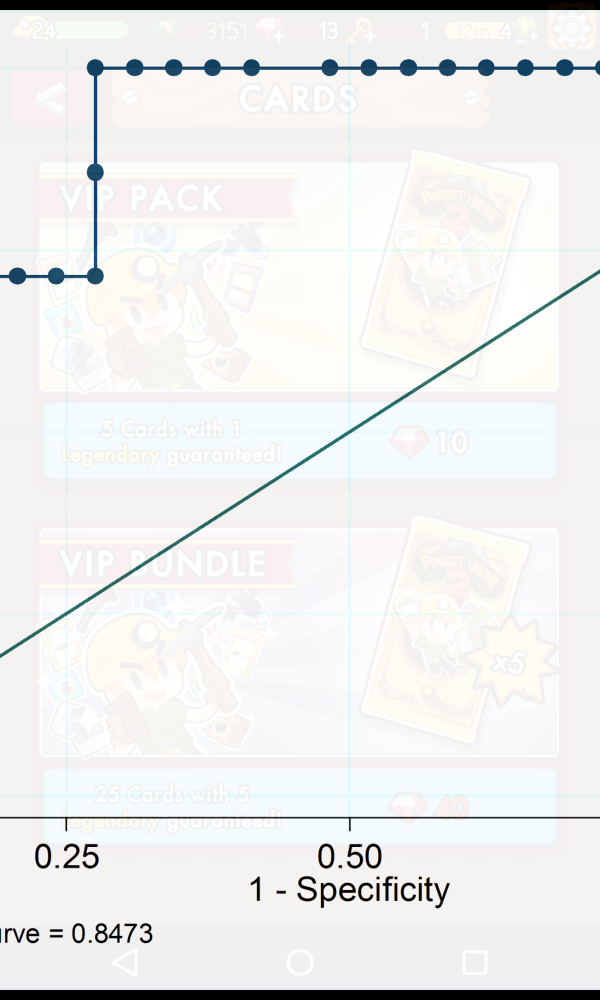 24 3151 13 1 12m 4
CARDS
VIP PACK
5 Cards with 1
Legendary guaranteed!
10
VIP BUNDLE
x5
25 Cards with 5
Legendary guaranteed!
40
0.25 0.50
1 - Specificity
rve = 0.8473